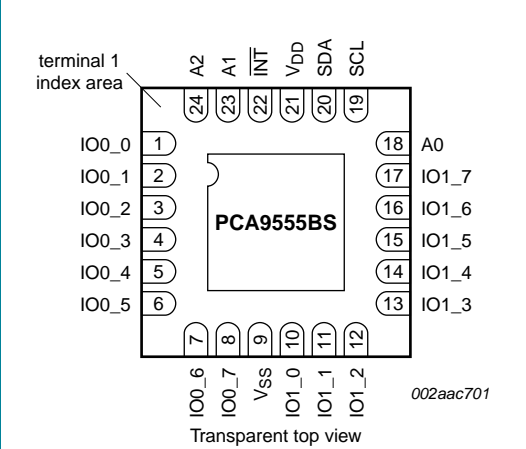 terminal 1
index area
A2
A1
INT
VDD
SDA
SCL
24
23
22
21
20
19
IO0_0 1
IO0_1 2
IO0_2 3
IO0_3 4
IO0_4 5
IO0_5 6
18 A0
17 IO1_7
16 IO1_6
15 IO1_5
14 IO1_4
13 IO1_3
PCA9555BS
7
8
9
10
11
12
IO0_6
IO0_7
VSS
IO1_0
IO1_1
IO1_2
002aac701
Transparent top view